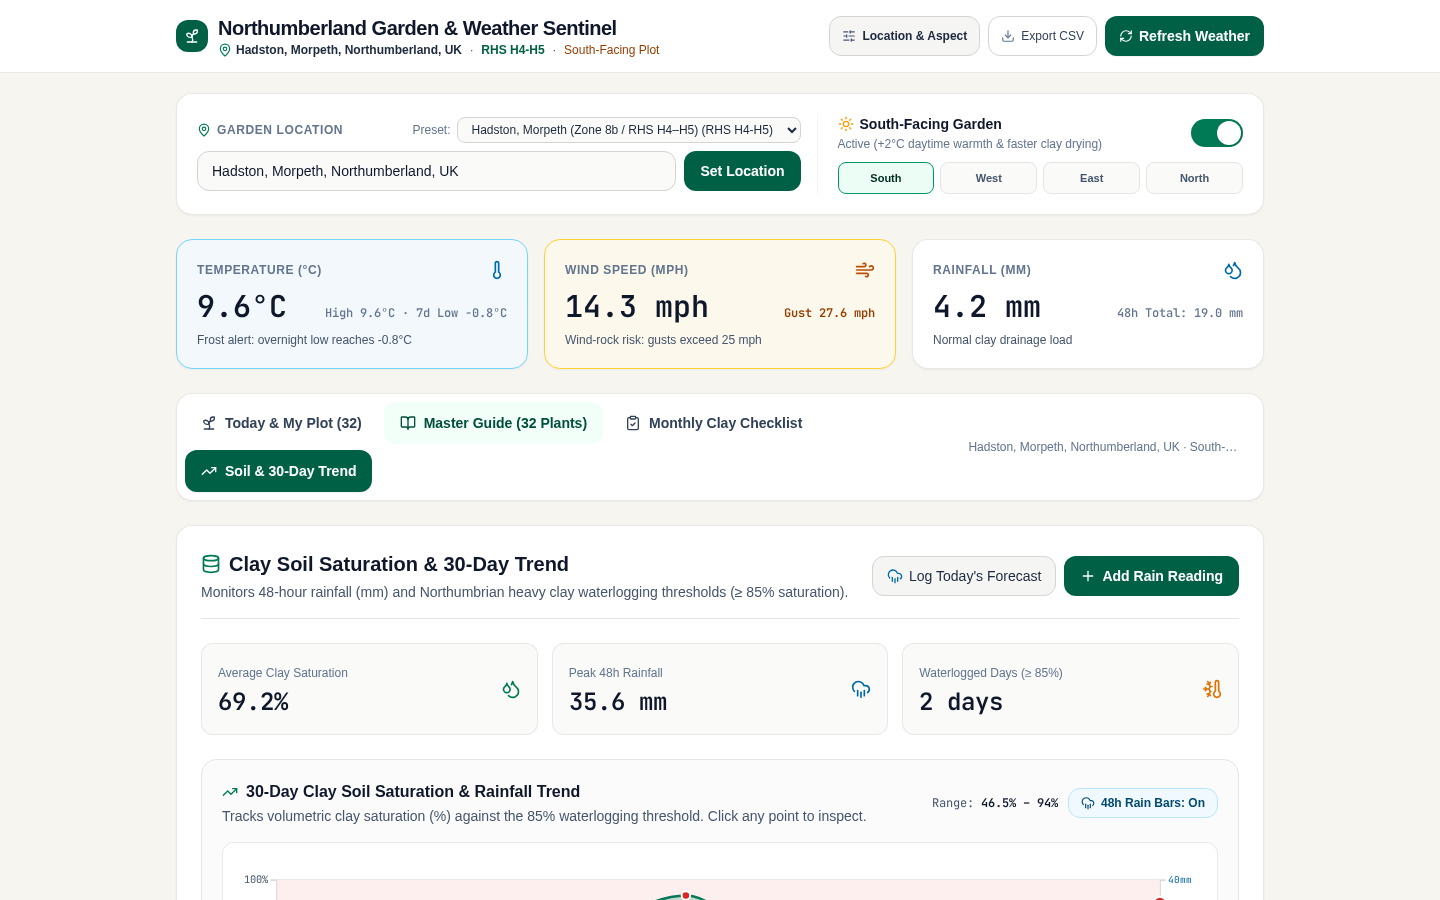 Northumberland Garden & Weather Sentinel
Hadston, Morpeth, Northumberland, UK · RHS H4-H5 · South-Facing Plot
Location & Aspect
Export CSV
Refresh Weather
GARDEN LOCATION
Preset: Hadston, Morpeth (Zone 8b / RHS H4–H5) (RHS H4-H5)
Hadston, Morpeth, Northumberland, UK
Set Location
South-Facing Garden
Active (+2°C daytime warmth & faster clay drying)
South West East North
TEMPERATURE (°C)
9.6°C High 9.6°C · 7d Low -0.8°C
Frost alert: overnight low reaches -0.8°C
WIND SPEED (MPH)
14.3 mph Gust 27.6 mph
Wind-rock risk: gusts exceed 25 mph
RAINFALL (MM)
4.2 mm 48h Total: 19.0 mm
Normal clay drainage load
Today & My Plot (32)
Master Guide (32 Plants)
Monthly Clay Checklist
Soil & 30-Day Trend
Hadston, Morpeth, Northumberland, UK · South-…
Clay Soil Saturation & 30-Day Trend
Monitors 48-hour rainfall (mm) and Northumbrian heavy clay waterlogging thresholds (≥ 85% saturation).
Log Today's Forecast
Add Rain Reading
Average Clay Saturation
69.2%
Peak 48h Rainfall
35.6 mm
Waterlogged Days (≥ 85%)
2 days
30-Day Clay Soil Saturation & Rainfall Trend
Tracks volumetric clay saturation (%) against the 85% waterlogging threshold. Click any point to inspect.
Range: 46.5% – 94%
48h Rain Bars: On
100%
40mm